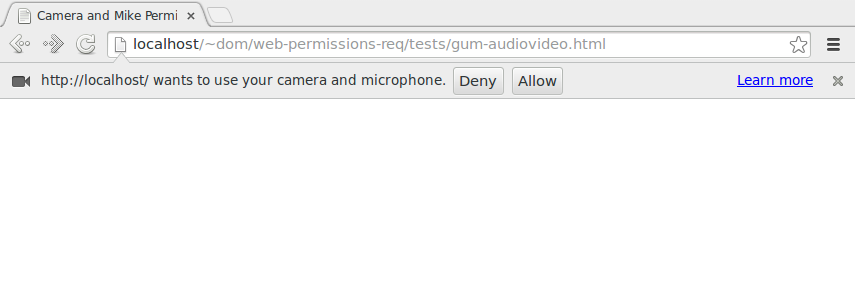 Camera and Mike Permi
localhost/~dom/web-permissions-req/tests/gum-audiovideo.html
http://localhost/ wants to use your camera and microphone. Deny Allow Learn more